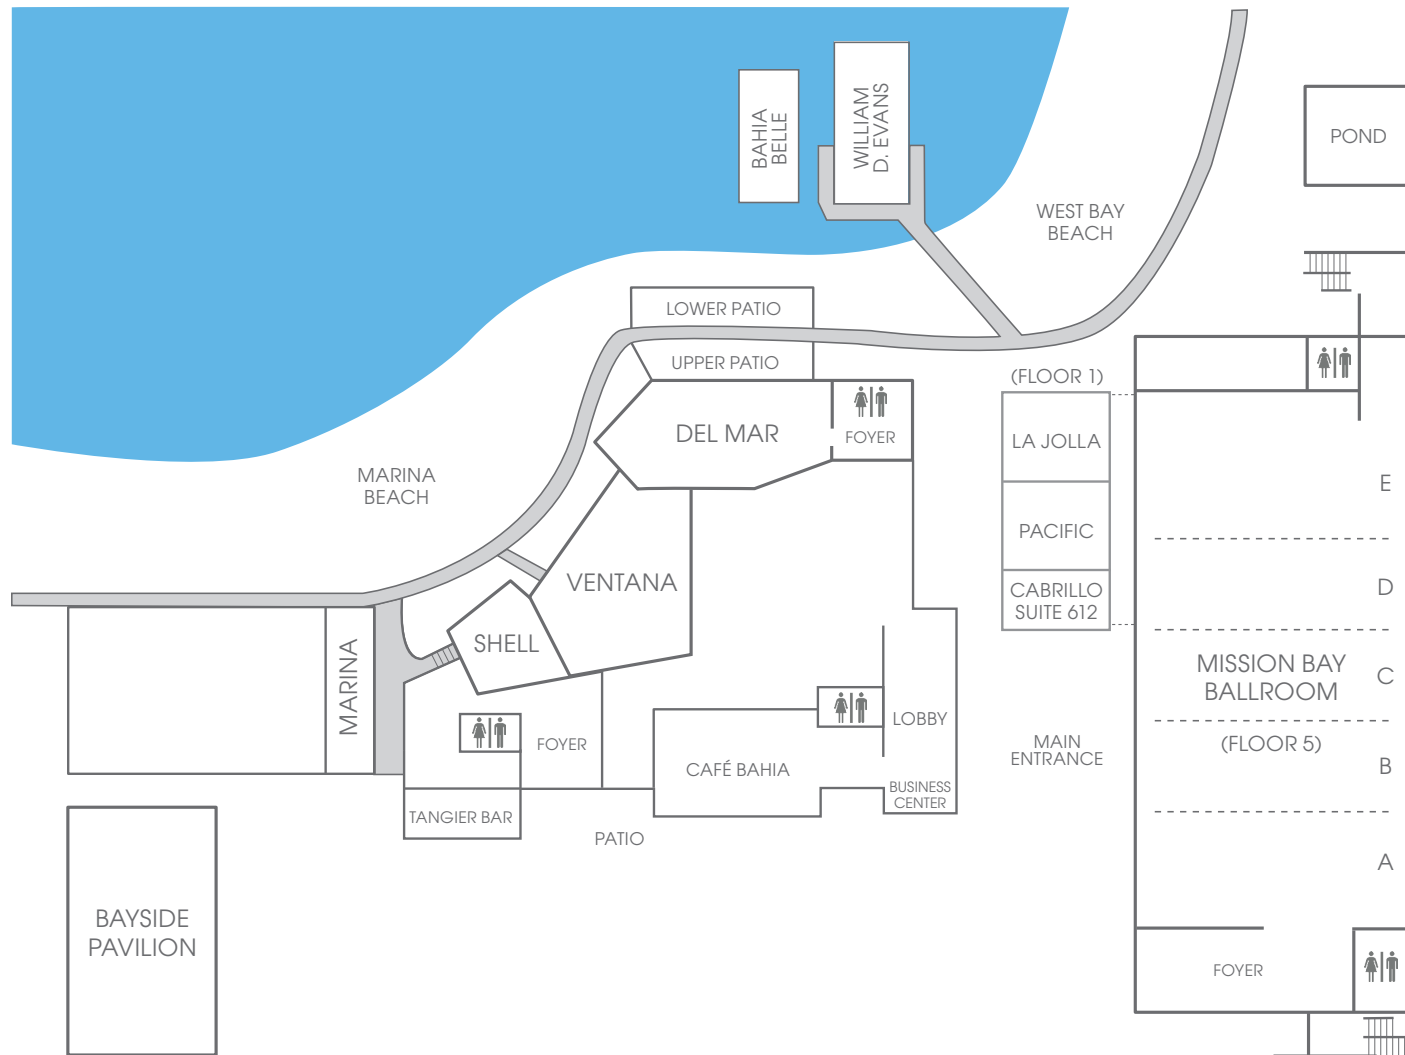 BAHIA
BELLE
WILLIAM
D. EVANS
POND
WEST BAY
BEACH
LOWER PATIO
UPPER PATIO
(FLOOR 1)
DEL MAR
FOYER
LA JOLLA
MARINA
BEACH
E
PACIFIC
VENTANA
CABRILLO
SUITE 612
D
SHELL
MARINA
MISSION BAY
BALLROOM
C
LOBBY
FOYER
MAIN
ENTRANCE
(FLOOR 5)
CAFÉ BAHIA
B
BUSINESS
CENTER
TANGIER BAR
PATIO
A
BAYSIDE
PAVILION
FOYER